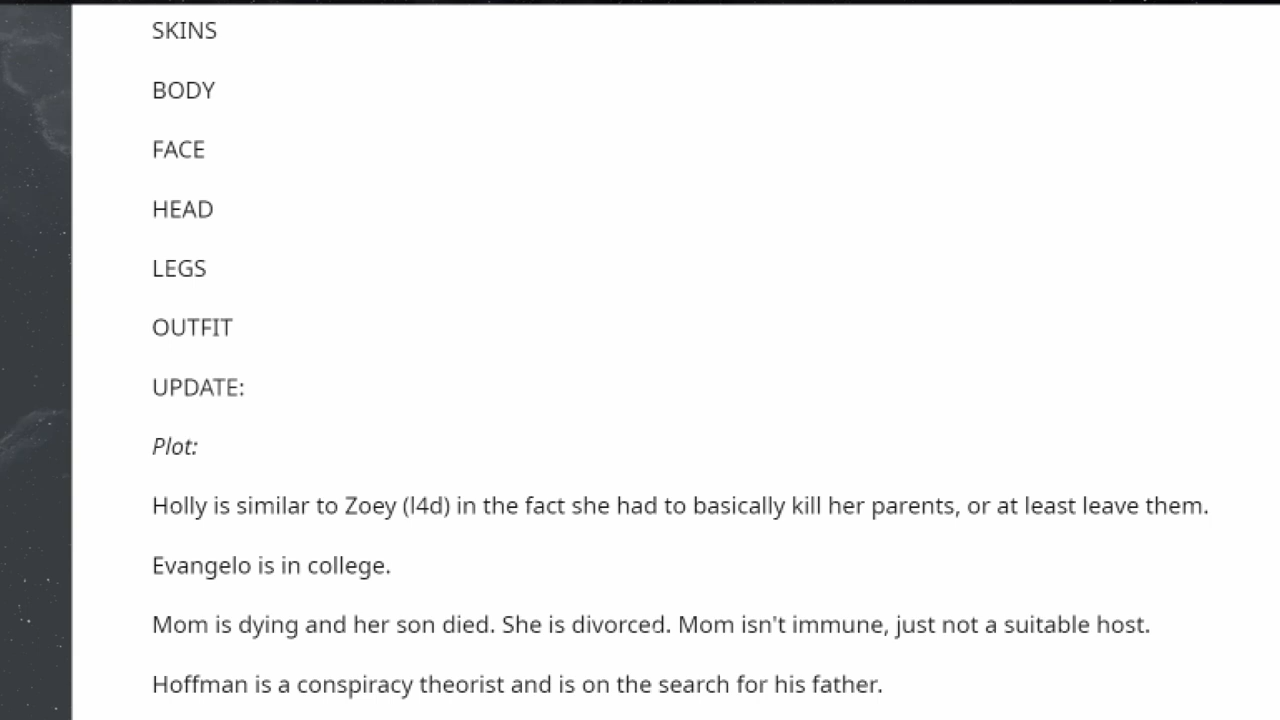 SKINS
BODY
FACE
HEAD
LEGS
OUTFIT
UPDATE:
Plot:
Holly is similar to Zoey (l4d) in the fact she had to basically kill her parents, or at least leave them.
Evangelo is in college.
Mom is dying and her son died. She is divorced. Mom isn't immune, just not a suitable host.
Hoffman is a conspiracy theorist and is on the search for his father.